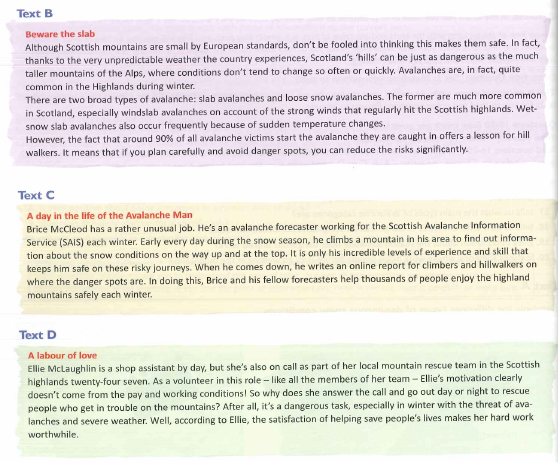 Text B
Beware the slab
Although Scottish mountains are small by European standards, don't be fooled into thinking this makes them safe. In fact,
thanks to the very unpredictable weather the country experiences, Scotland's 'hills' can be just as dangerous as the much
taller mountains of the Alps, where conditions don't tend to change so often or quickly. Avalanches are, in fact, quite
common in the Highlands during winter.
There are two broad types of avalanche: slab avalanches and loose snow avalanches. The former are much more common
in Scotland, especially windslab avalanches on account of the strong winds that regularly hit the Scottish highlands. Wet-
snow slab avalanches also occur frequently because of sudden temperature changes.
However, the fact that around 90% of all avalanche victims start the avalanche they are caught in offers a lesson for hill
walkers. It means that if you plan carefully and avoid danger spots, you can reduce the risks significantly.
Text C
A day in the life of the Avalanche Man
Brice McCleod has a rather unusual job. He's an avalanche forecaster working for the Scottish Avalanche Information
Service (SAIS) each winter. Early every day during the snow season, he climbs a mountain in his area to find out informa-
tion about the snow conditions on the way up and at the top. It is only his incredible levels of experience and skill that
keeps him safe on these risky journeys. When he comes down, he writes an online report for climbers and hillwalkers on
where the danger spots are. In doing this, Brice and his fellow forecasters help thousands of people enjoy the highland
mountains safely each winter.
Text D
A labour of love
Ellie McLaughlin is a shop assistant by day, but she's also on call as part of her local mountain rescue team in the Scottish
highlands twenty-four seven. As a volunteer in this role – like all the members of her team – Ellie's motivation clearly
doesn't come from the pay and working conditions! So why does she answer the call and go out day or night to rescue
people who get in trouble on the mountains? After all, it's a dangerous task, especially in winter with the threat of ava-
lanches and severe weather. Well, according to Ellie, the satisfaction of helping save people's lives makes her hard work
worthwhile.